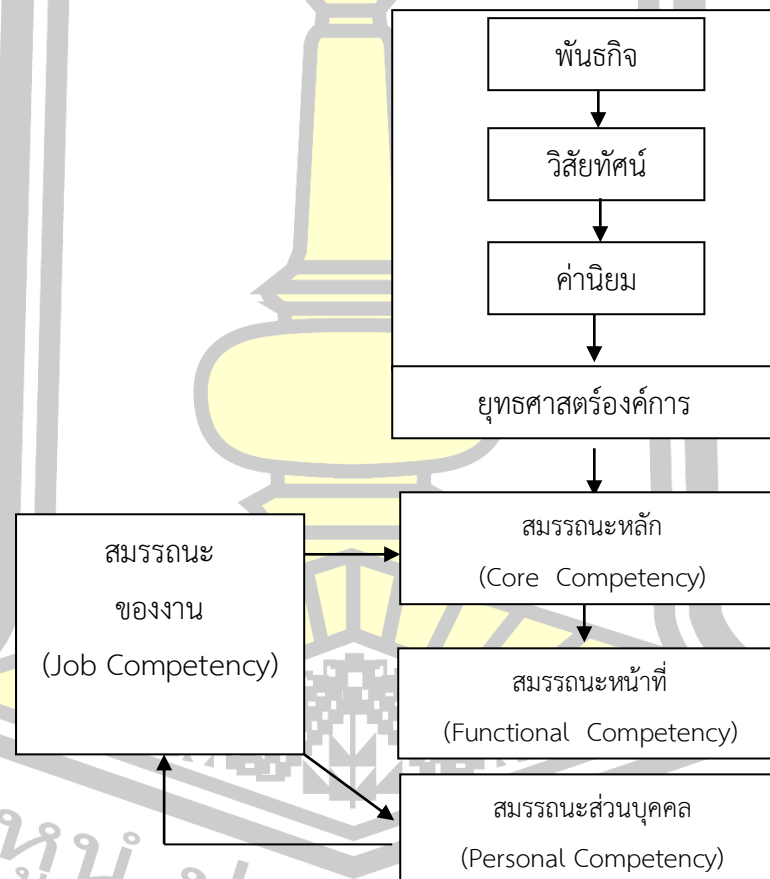 พันธกิจ
วิสัยทัศน์
ค่านิยม
ยุทธศาสตร์องค์การ
สมรรถนะหลัก
(Core Competency)
สมรรถนะ
ของงาน
(Job Competency)
สมรรถนะหน้าที่
(Functional Competency)
สมรรถนะส่วนบุคคล
(Personal Competency)